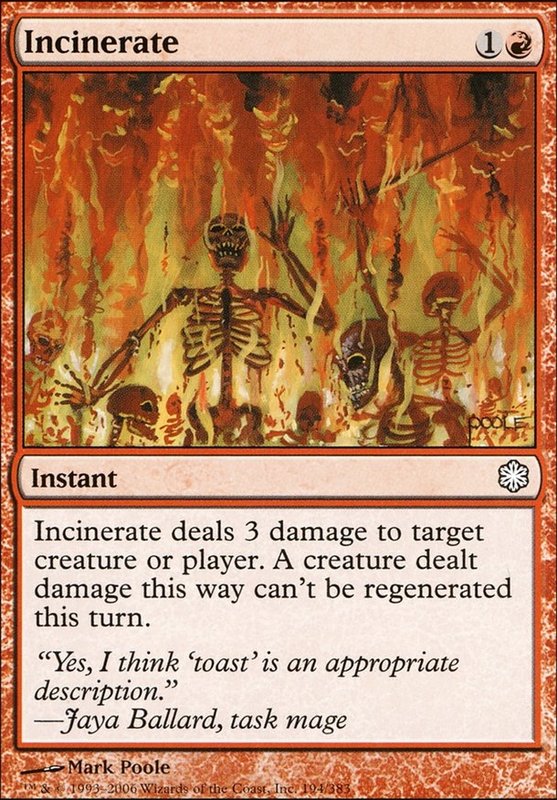 Incinerate 1
POOLE
Instant
Incinerate deals 3 damage to target
creature or player. A creature dealt
damage this way can't be regenerated
this turn.
“Yes, I think ‘toast’ is an appropriate
description.”
—Jaya Ballard, task mage
Mark Poole
™ & © 1993–2006 Wizards of the Coast, Inc. 194/383